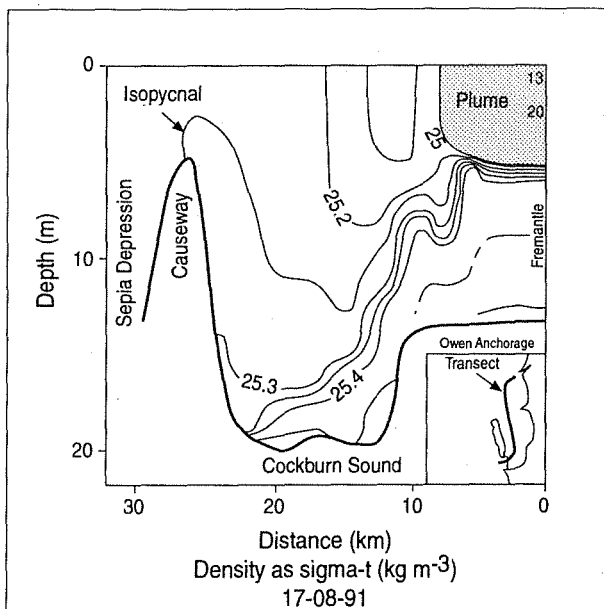 0
10
20
Depth (m)
Isopycnal
Sepia Depression
Causeway
Plume
13
20
25
25.2
25.3
25.4
Fremantle
Owen Anchorage
Transect
Cockburn Sound
30
20
10
0
Distance (km)
Density as sigma-t (kg m-3)
17-08-91